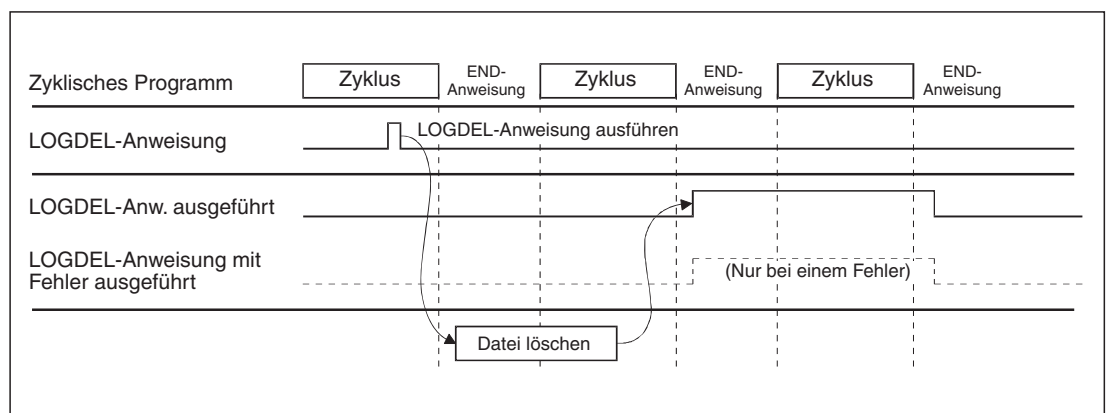 Zyklisches Programm
Zyklus
END-
Anweisung
Zyklus
END-
Anweisung
Zyklus
END-
Anweisung
LOGDEL-Anweisung
LOGDEL-Anweisung ausführen
LOGDEL-Anw. ausgeführt
LOGDEL-Anweisung mit
Fehler ausgeführt
(Nur bei einem Fehler)
Datei löschen